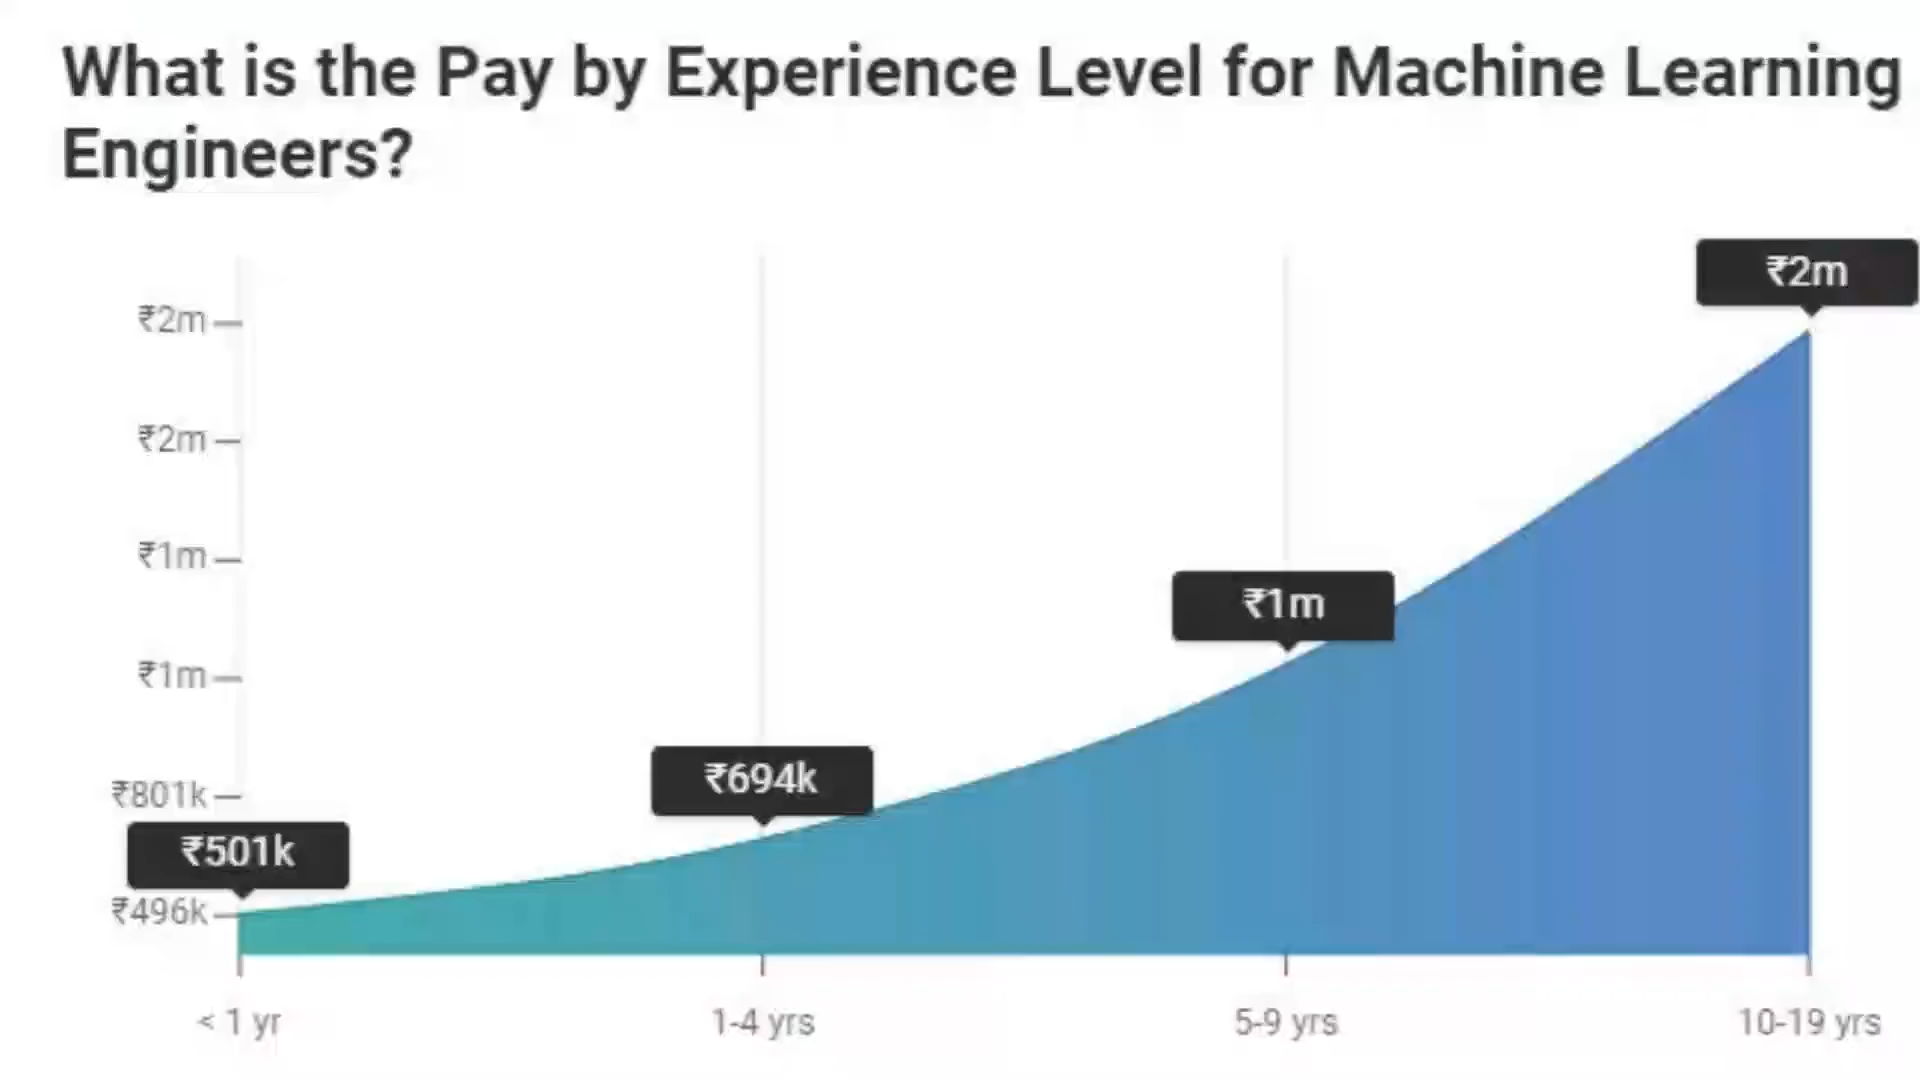 What is the Pay by Experience Level for Machine Learning
Engineers?
₹2m
₹2m
₹2m
₹1m
₹1m
₹1m
₹694k
₹801k
₹501k
₹496k
< 1 yr
1-4 yrs
5-9 yrs
10-19 yrs